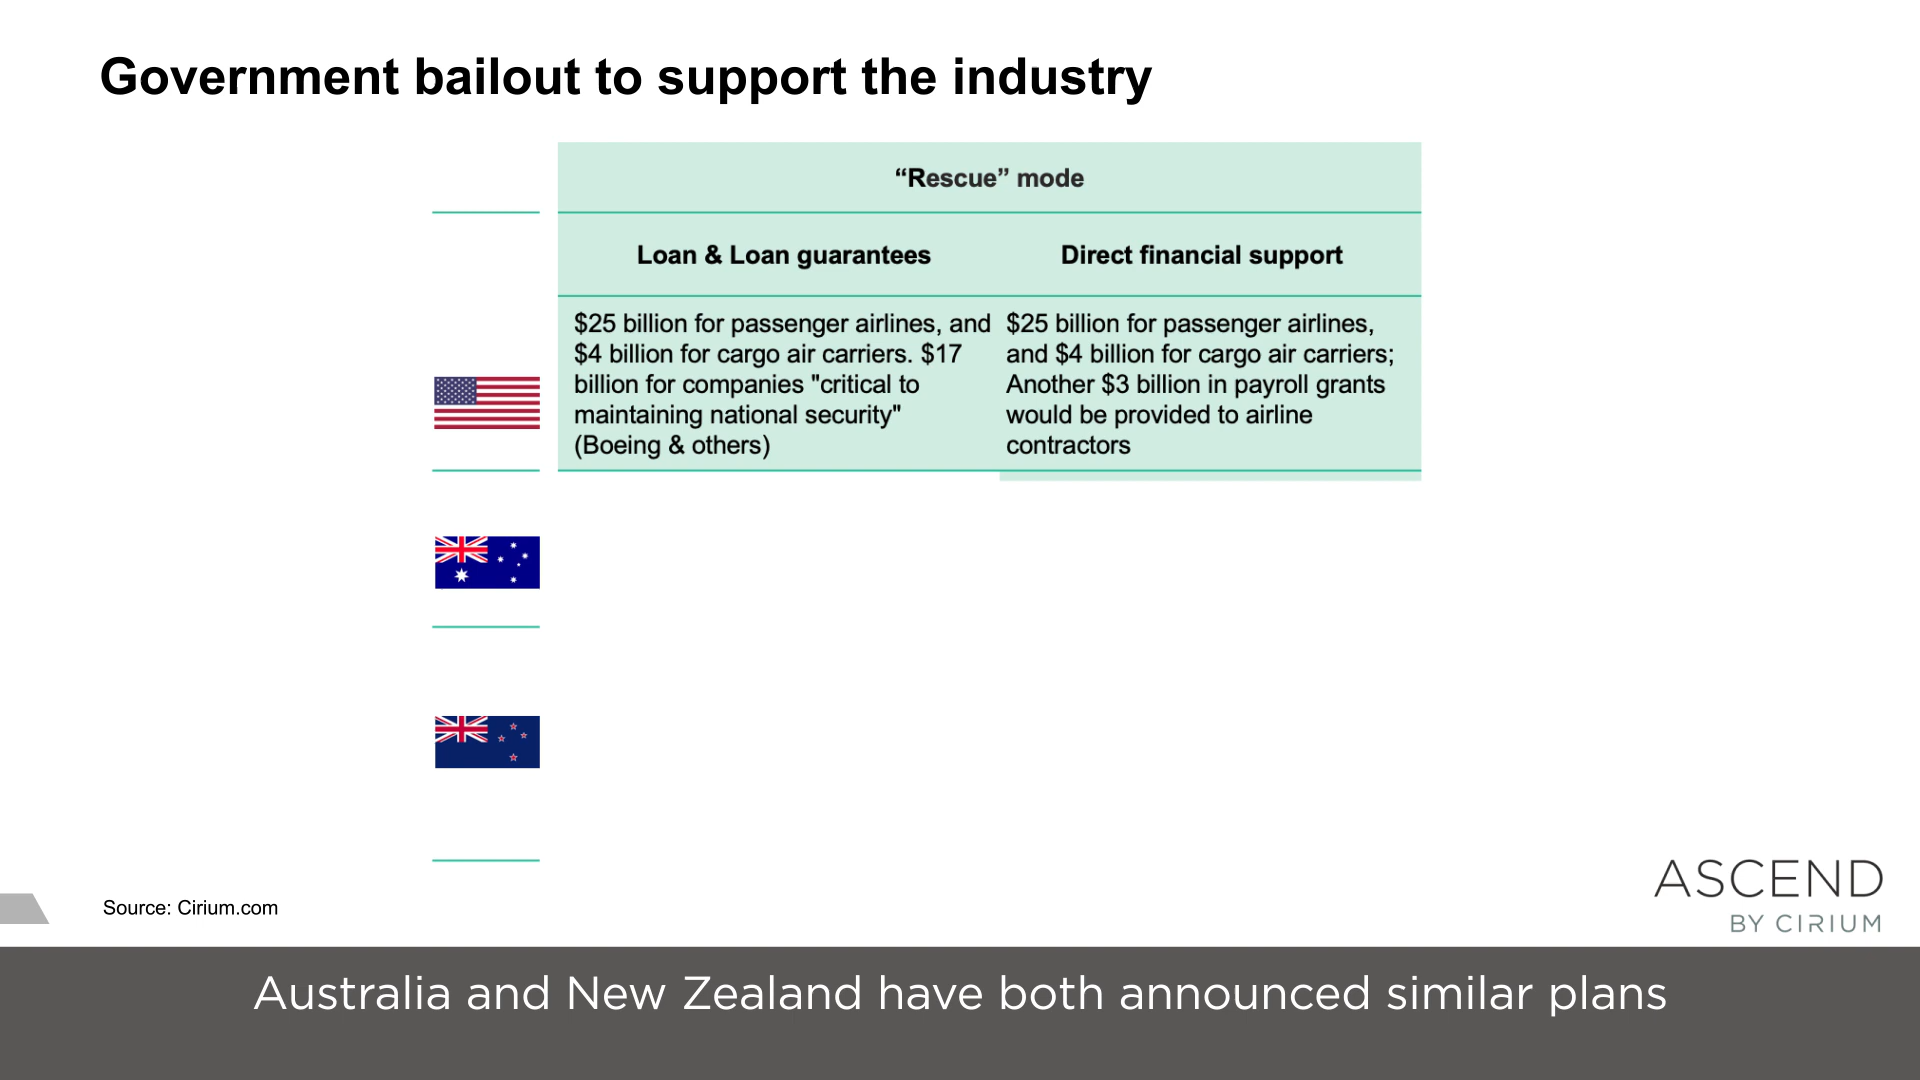 Government bailout to support the industry
“Rescue” mode
Loan & Loan guarantees
Direct financial support
$25 billion for passenger airlines, and
$4 billion for cargo air carriers. $17
billion for companies "critical to
maintaining national security"
(Boeing & others)
$25 billion for passenger airlines,
and $4 billion for cargo air carriers;
Another $3 billion in payroll grants
would be provided to airline
contractors
Source: Cirium.com
ASCEND
BY CIRIUM
Australia and New Zealand have both announced similar plans